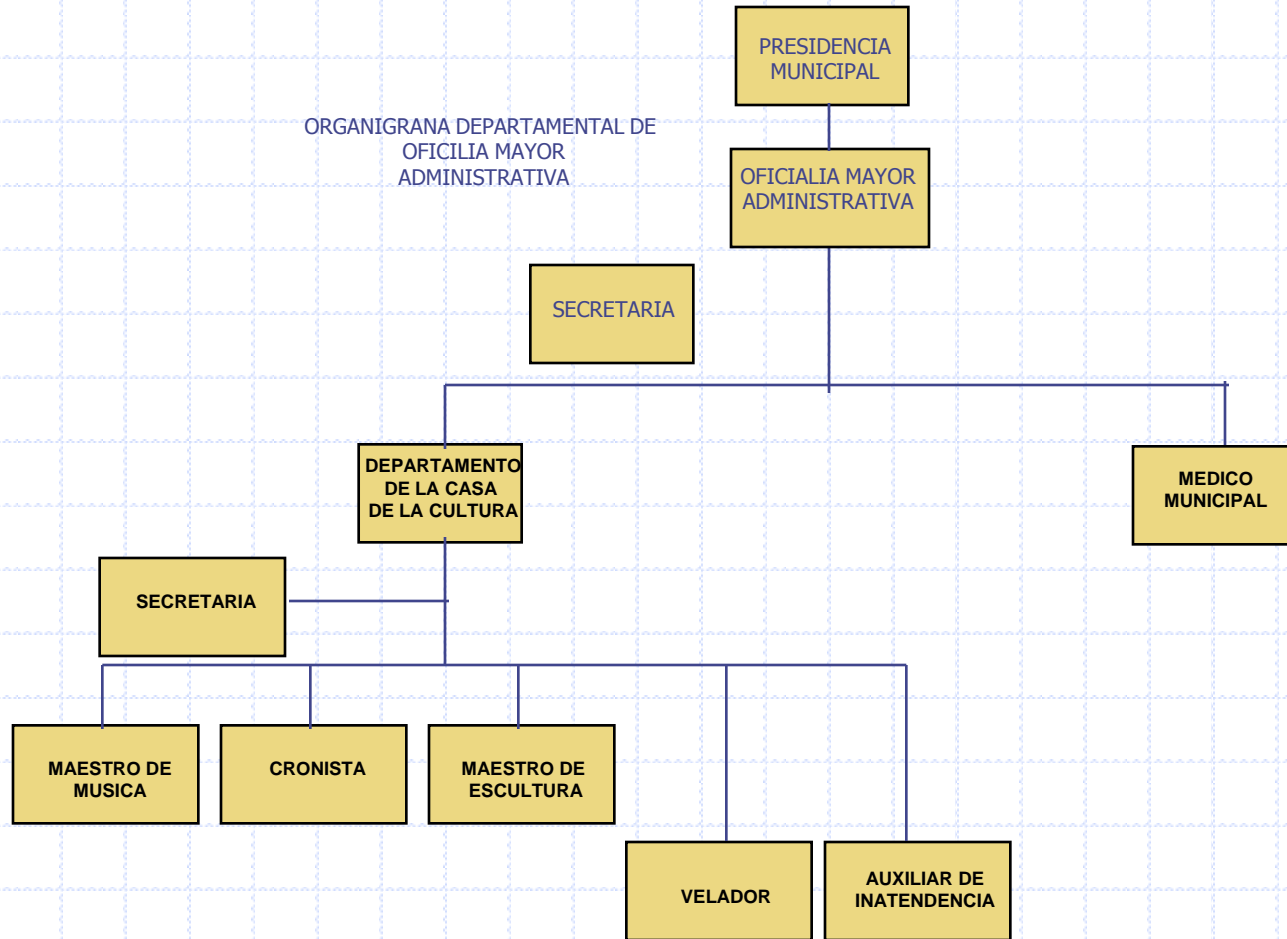 PRESIDENCIA
MUNICIPAL
ORGANIGRANA DEPARTAMENTAL DE
OFICILIA MAYOR
ADMINISTRATIVA
OFICIALIA MAYOR
ADMINISTRATIVA
SECRETARIA
DEPARTAMENTO
DE LA CASA
DE LA CULTURA
MEDICO
MUNICIPAL
SECRETARIA
MAESTRO DE
MUSICA
CRONISTA
MAESTRO DE
ESCULTURA
VELADOR
AUXILIAR DE
INATENDENCIA